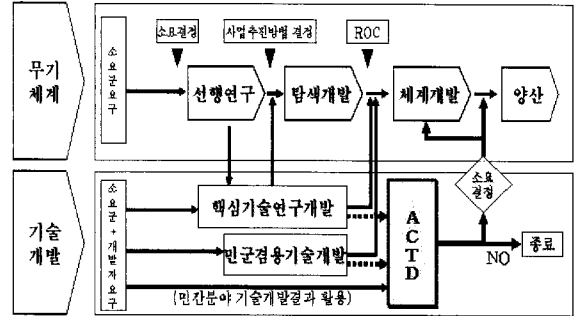 소요결정
사업추진방법 결정
ROC
무기
체계
소요군요구
선행연구
탐색개발
체계개발
양산
기술
개발
소요군+개발자요구
핵심기술연구개발
민군겸용기술개발
(민간분야 기술개발결과 활용)
ACTD
소요
결정
NO
종료